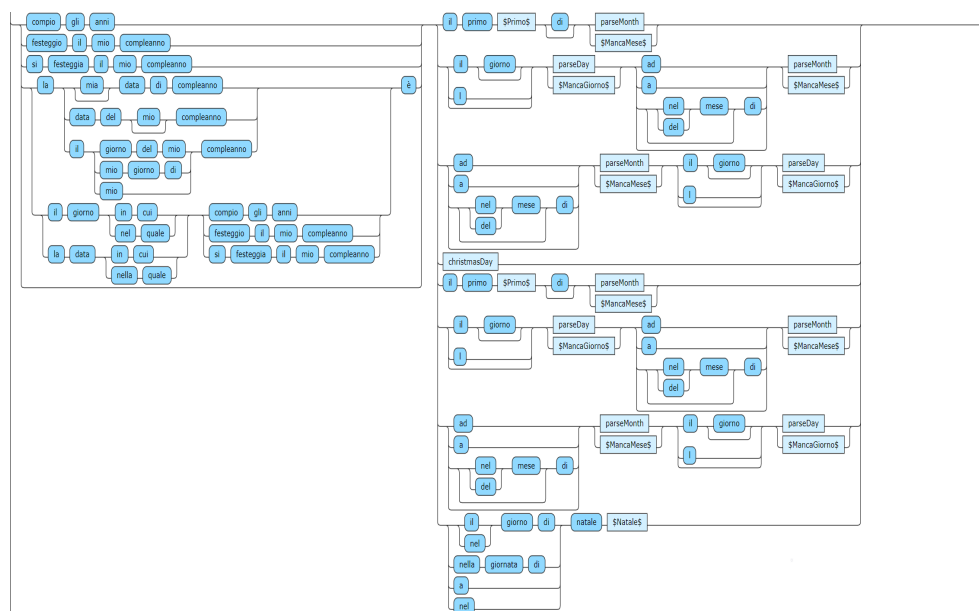 compio gli anni il primo $Primo$ di parseMonth
$MancaMese$
festeggio il mio compleanno
si festeggia il mio compleanno il giorno parseDay ad parseMonth
la mia data di compleanno è l $MancaGiorno$ a $MancaMese$
nel mese di
data del mio compleanno del
il giorno del mio compleanno
mio giorno di ad parseMonth il giorno parseDay
mio a $MancaMese$ l $MancaGiorno$
il giorno in cui compio gli anni nel mese di
nel quale festeggio il mio compleanno del
la data in cui si festeggia il mio compleanno
nella quale christmasDay
il primo $Primo$ di parseMonth
$MancaMese$
il giorno parseDay ad parseMonth
l $MancaGiorno$ a $MancaMese$
nel mese di
del
ad parseMonth il giorno parseDay
a $MancaMese$ l $MancaGiorno$
nel mese di
del
il giorno di natale $Natale$
nel
nella giornata di
a
nel